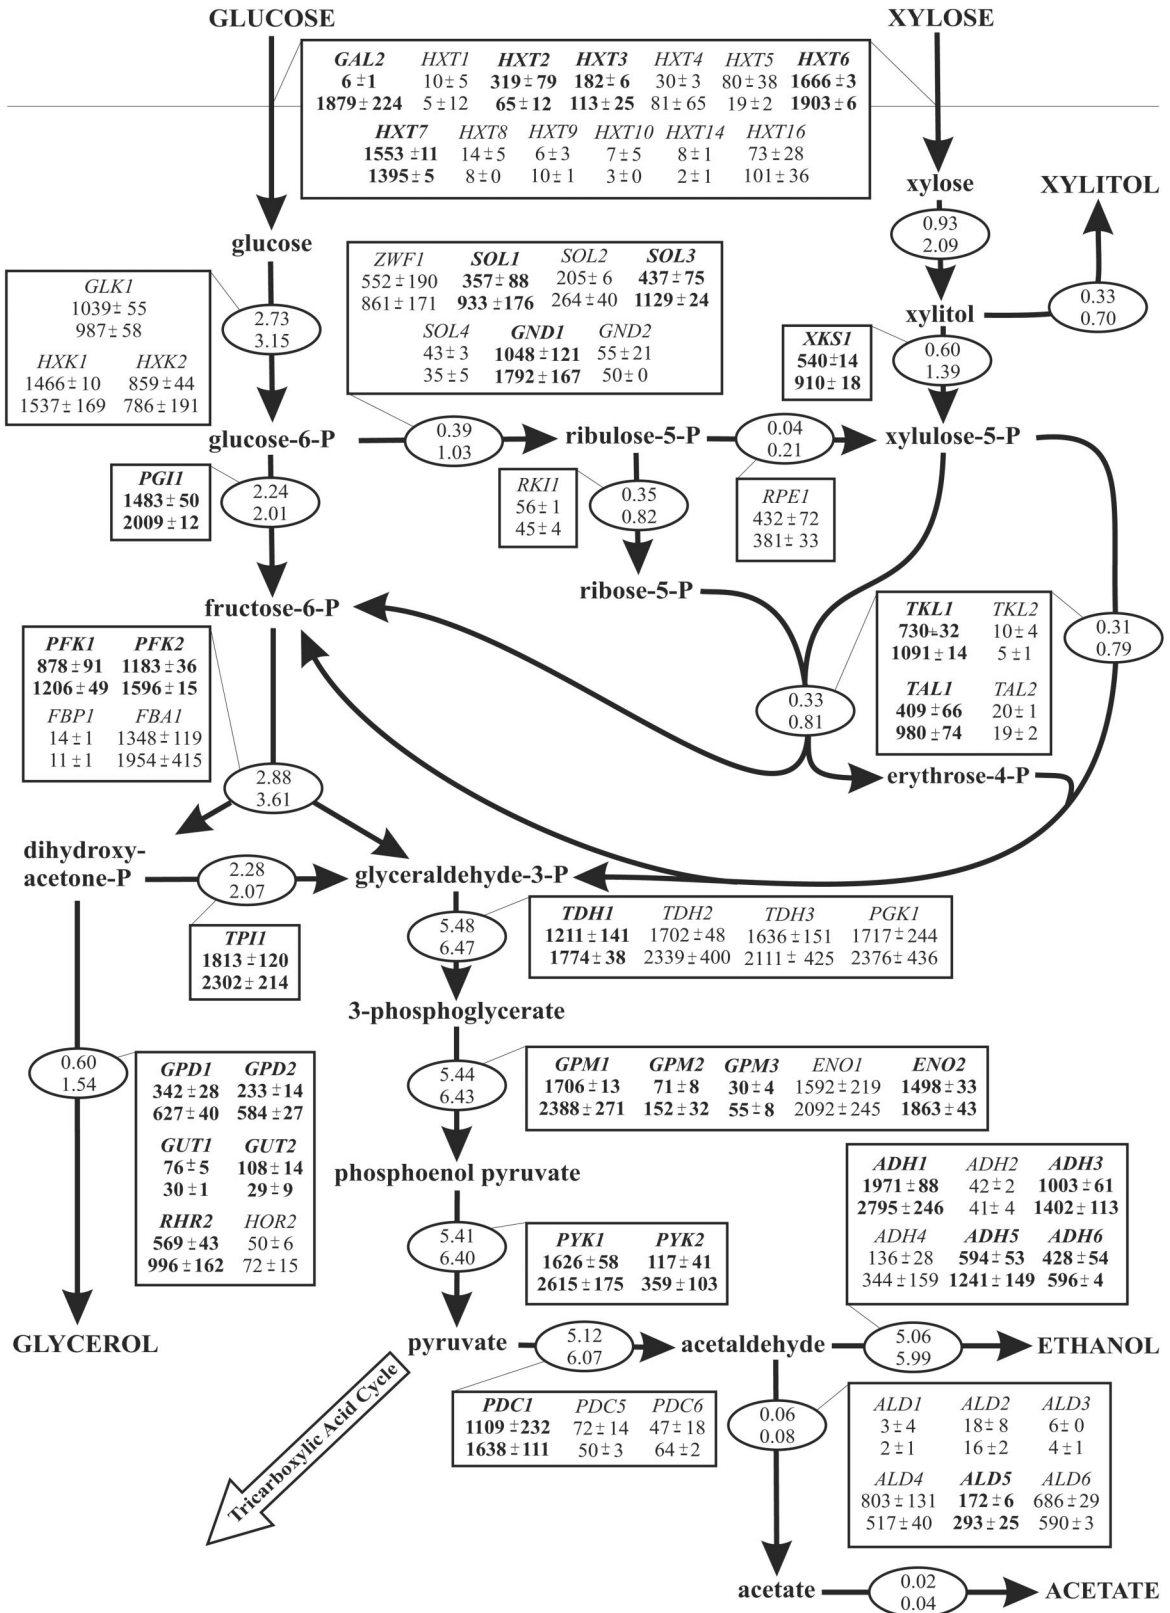 GLUCOSE
XYLOSE
GAL2 HXT1 HXT2 HXT3 HXT4 HXT5 HXT6
6±1 10±5 319±79 182±6 30±3 80±38 1666±3
1879±224 5±12 65±12 113±25 81±65 19±2 1903±6
HXT7 HXT8 HXT9 HXT10 HXT14 HXT16
1553±11 14±5 6±3 7±5 8±1 73±28
1395±5 8±0 10±1 3±0 2±1 101±36
xylose
XYLITOL
0.93
2.09
glucose
GLK1
1039±55
987±58
HXK1 HXK2
1466±10 859±44
1537±169 786±191
2.73
3.15
ZWF1 SOL1 SOL2 SOL3
552±190 357±88 205±6 437±75
861±171 933±176 264±40 1129±24
SOL4 GND1 GND2
43±3 1048±121 55±21
35±5 1792±167 50±0
xylitol
0.33
0.70
XKS1
540±14
910±18
0.60
1.39
glucose-6-P
0.39
1.03
ribulose-5-P
0.04
0.21
xylulose-5-P
PGI1
1483±50
2009±12
2.24
2.01
RKI1
56±1
45±4
0.35
0.82
RPE1
432±72
381±33
fructose-6-P
ribose-5-P
PFK1 PFK2
878±91 1183±36
1206±49 1596±15
FBP1 FBA1
14±1 1348±119
11±1 1954±415
TKL1 TKL2
730±32 10±4
1091±14 5±1
TAL1 TAL2
409±66 20±1
980±74 19±2
0.31
0.79
0.33
0.81
2.88
3.61
erythrose-4-P
dihydroxy-
acetone-P
2.28
2.07
glyceraldehyde-3-P
TPI1
1813±120
2302±214
5.48
6.47
TDH1 TDH2 TDH3 PGK1
1211±141 1702±48 1636±151 1717±244
1774±38 2339±400 2111±425 2376±436
3-phosphoglycerate
0.60
1.54
GPD1 GPD2
342±28 233±14
627±40 584±27
GUT1 GUT2
76±5 108±14
30±1 29±9
RHR2 HOR2
569±43 50±6
996±162 72±15
5.44
6.43
GPM1 GPM2 GPM3 ENO1 ENO2
1706±13 71±8 30±4 1592±219 1498±33
2388±271 152±32 55±8 2092±245 1863±43
phosphoenol pyruvate
5.41
6.40
PYK1 PYK2
1626±58 117±41
2615±175 359±103
ADH1 ADH2 ADH3
1971±88 42±2 1003±61
2795±246 41±4 1402±113
ADH4 ADH5 ADH6
136±28 594±53 428±54
344±159 1241±149 596±4
GLYCEROL
pyruvate
5.12
6.07
acetaldehyde
5.06
5.99
ETHANOL
Tricarboxylic Acid Cycle
PDC1 PDC5 PDC6
1109±232 72±14 47±18
1638±111 50±3 64±2
0.06
0.08
ALD1 ALD2 ALD3
3±4 18±8 6±0
2±1 16±2 4±1
ALD4 ALD5 ALD6
803±131 172±6 686±29
517±40 293±25 590±3
acetate
0.02
0.04
ACETATE